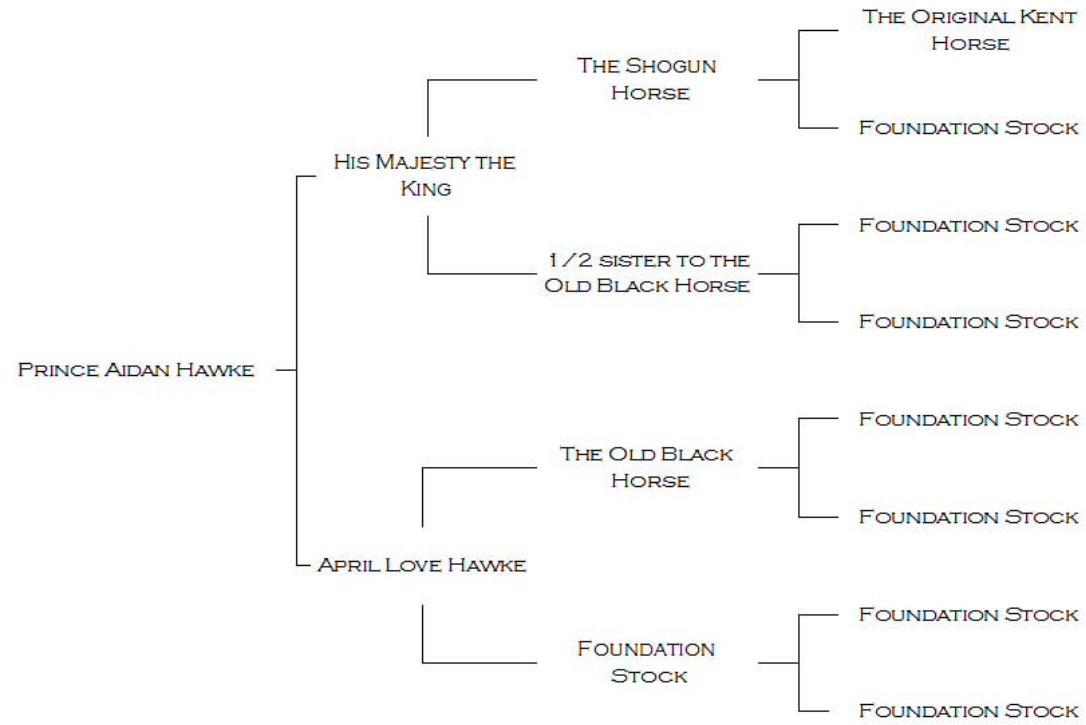 The Original Kent
Horse
The Shogun
Horse
Foundation Stock
His Majesty the
King
Foundation Stock
1/2 sister to the
Old Black Horse
Foundation Stock
Prince Aidan Hawke
Foundation Stock
The Old Black
Horse
Foundation Stock
April Love Hawke
Foundation Stock
Foundation
Stock
Foundation Stock